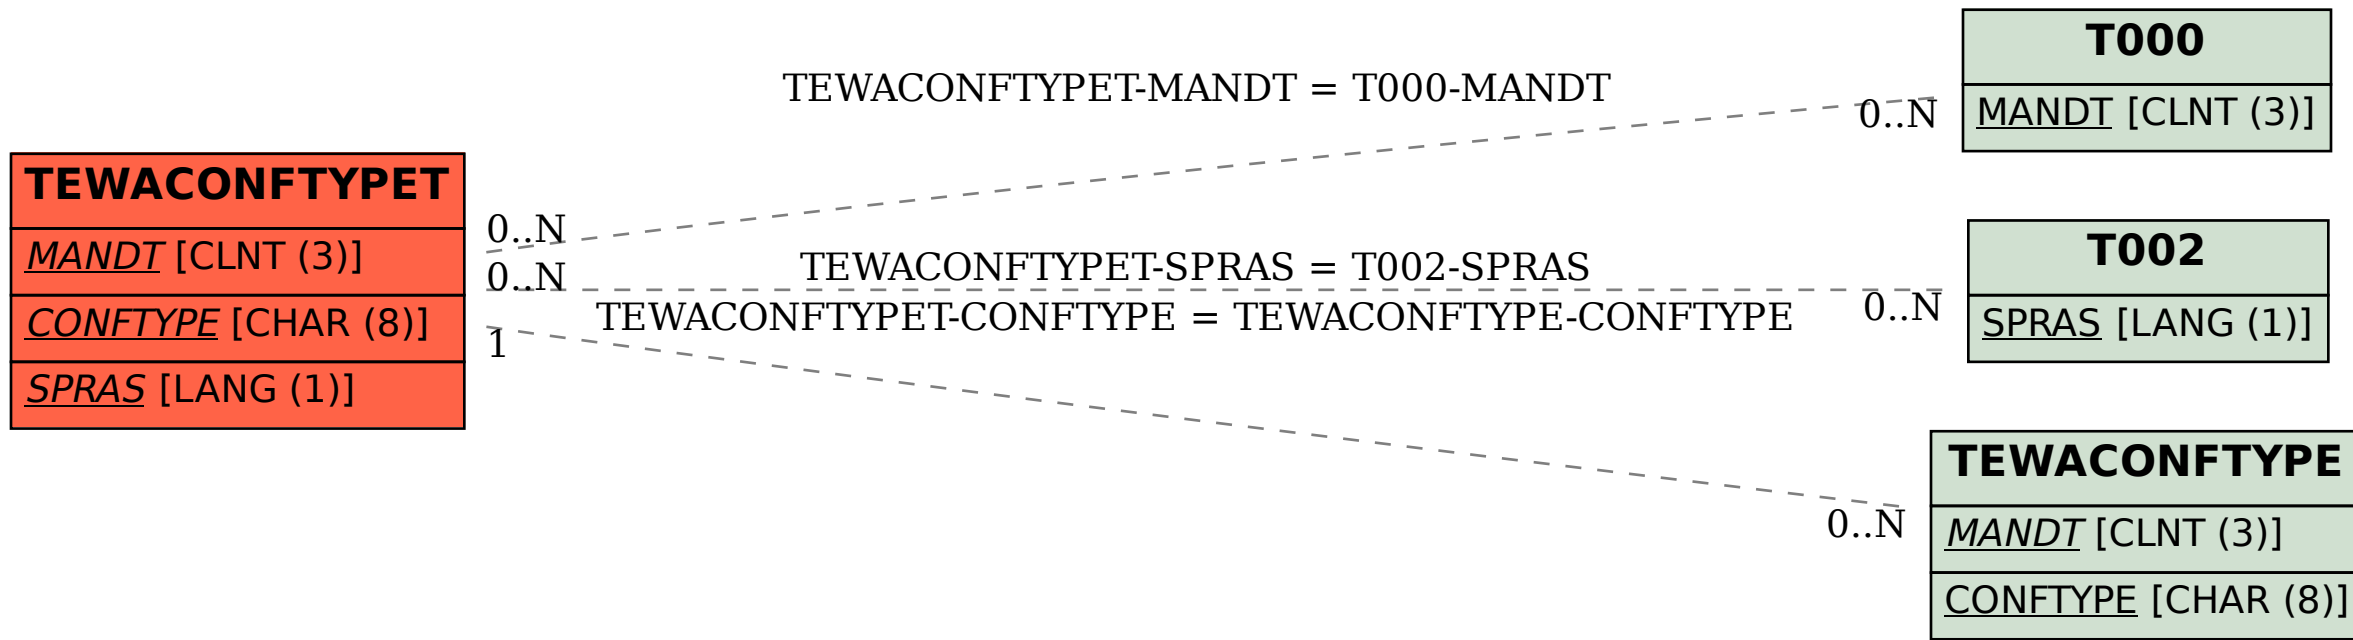 TEWACONFTYPET
MANDT [CLNT (3)]
CONFTYPE [CHAR (8)]
SPRAS [LANG (1)]
TEWACONFTYPET-MANDT = T000-MANDT
0..N
0..N
TEWACONFTYPET-SPRAS = T002-SPRAS
0..N
0..N
TEWACONFTYPET-CONFTYPE = TEWACONFTYPE-CONFTYPE
1
0..N
T000
MANDT [CLNT (3)]
T002
SPRAS [LANG (1)]
TEWACONFTYPE
MANDT [CLNT (3)]
CONFTYPE [CHAR (8)]